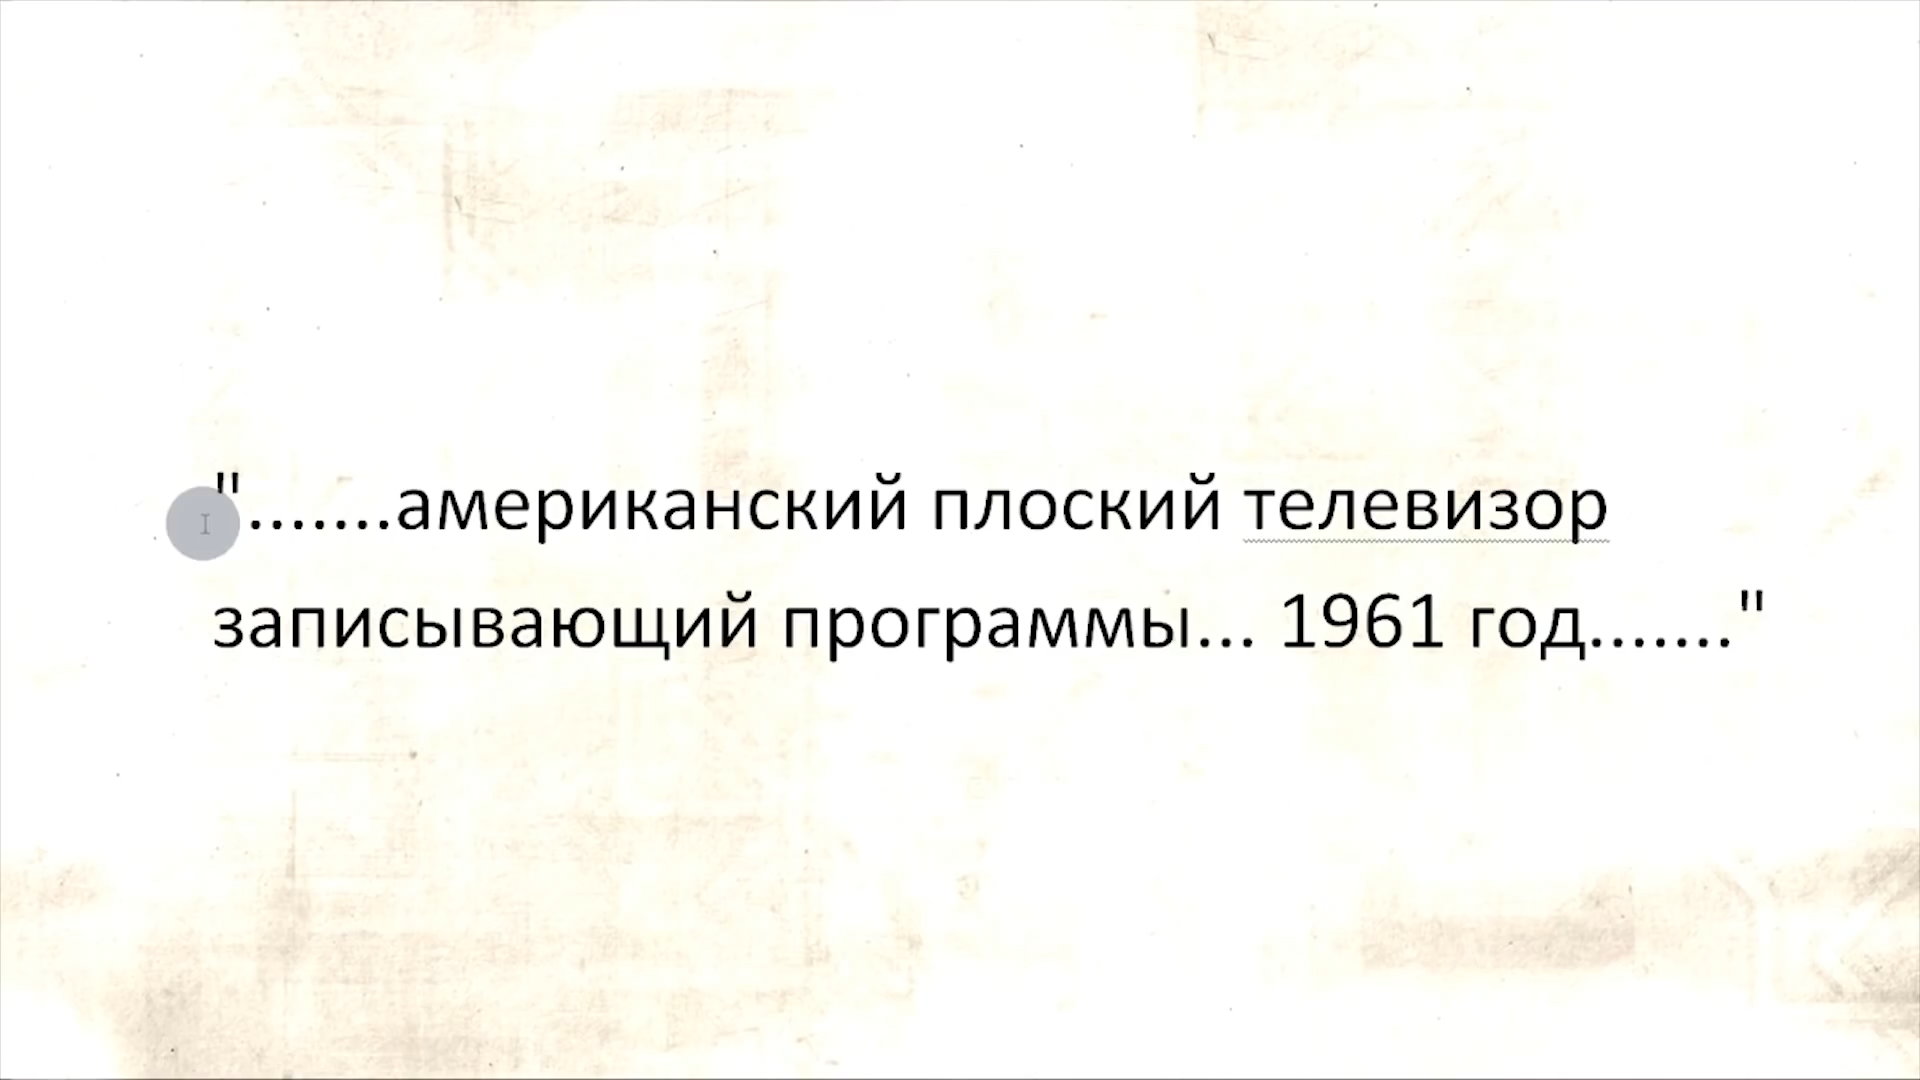 ".......американский плоский телевизор
записывающий программы... 1961 год......."